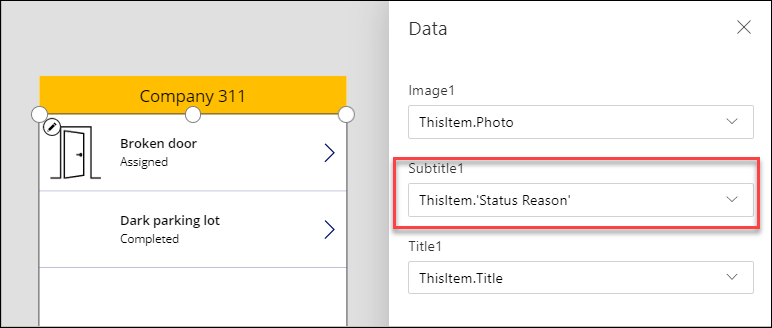 Company 311
Broken door
Assigned
Dark parking lot
Completed
Data
Image1
ThisItem.Photo
Subtitle1
ThisItem.'Status Reason'
Title1
ThisItem.Title